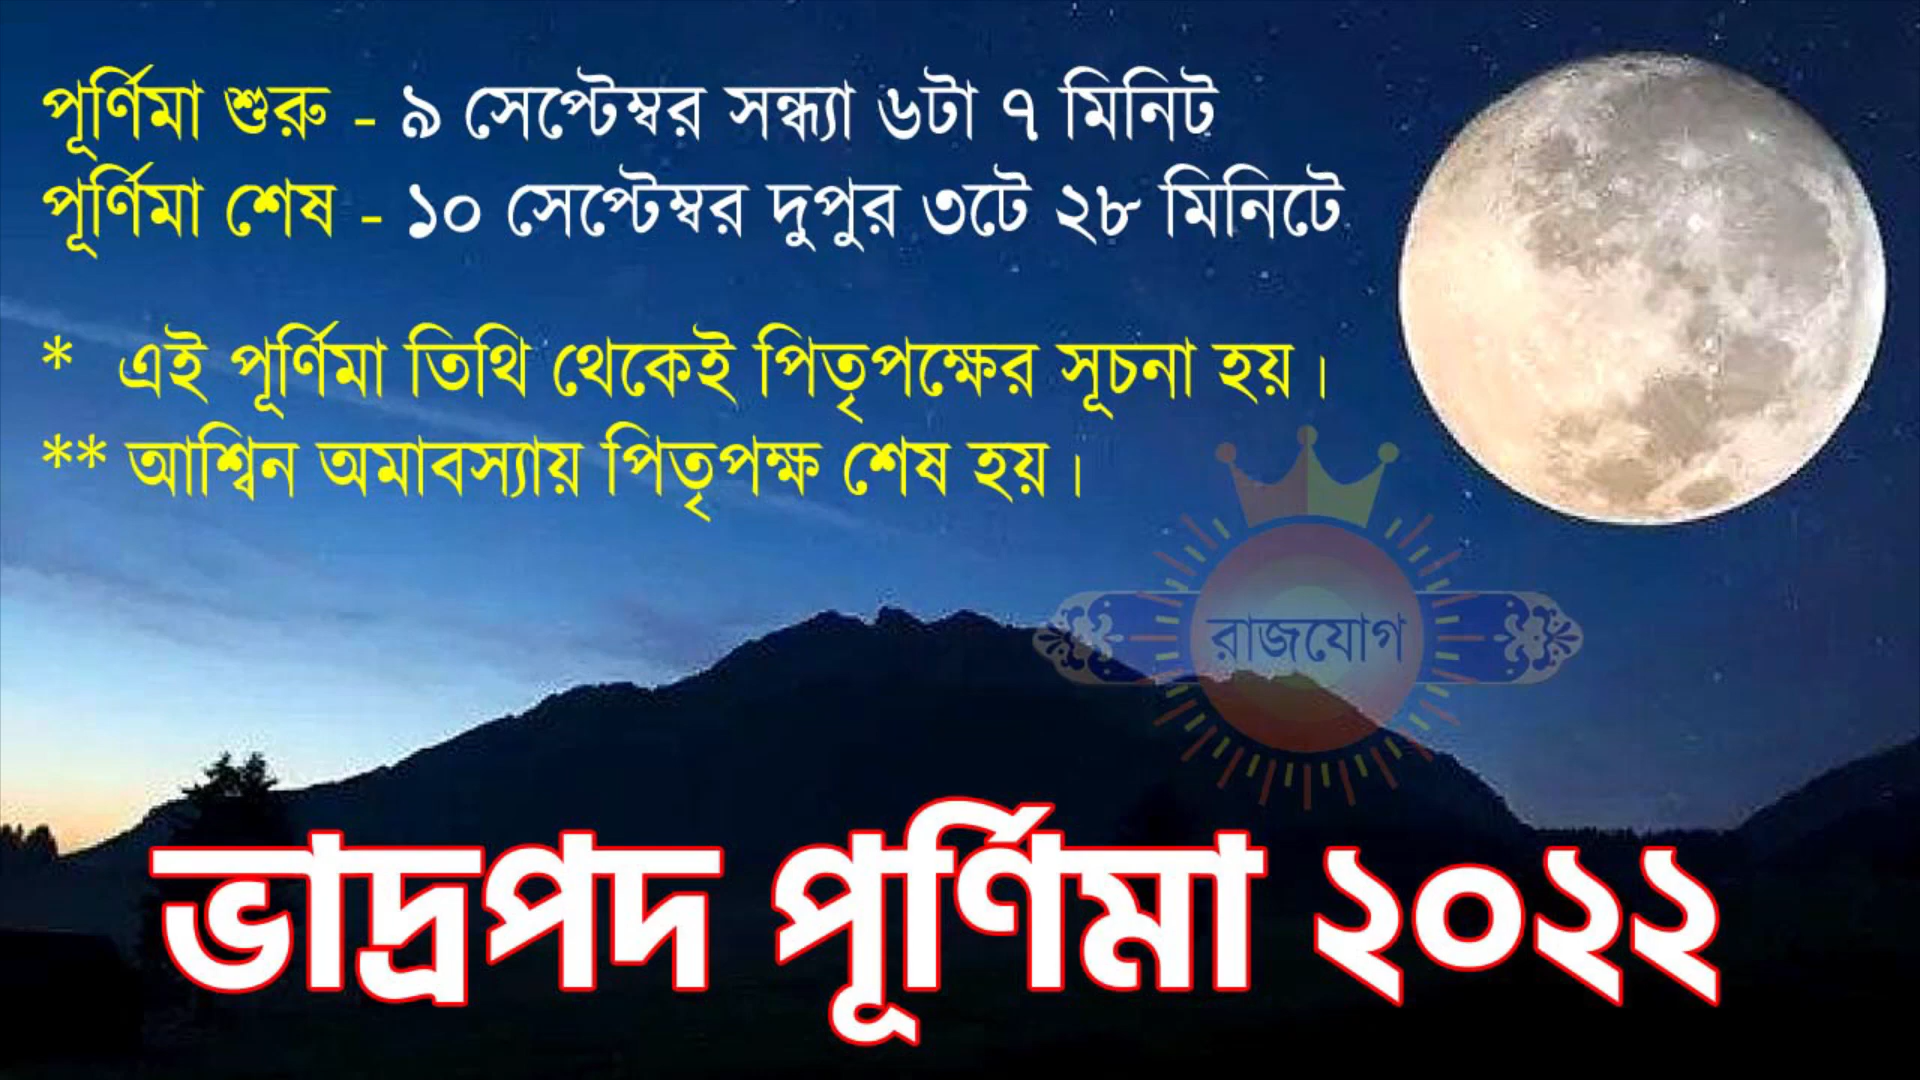 পূর্ণিমা শুরু - ৯ সেপ্টেম্বর সন্ধ্যা ৬টা ৭ মিনিট
পূর্ণিমা শেষ - ১০ সেপ্টেম্বর দুপুর ৩টে ২৮ মিনিটে
* এই পূর্ণিমা তিথি থেকেই পিতৃপক্ষের সূচনা হয়।
** আশ্বিন অমাবস্যায় পিতৃপক্ষ শেষ হয়।
রাজযোগ
ভাদ্রপদ পূর্ণিমা ২০২২